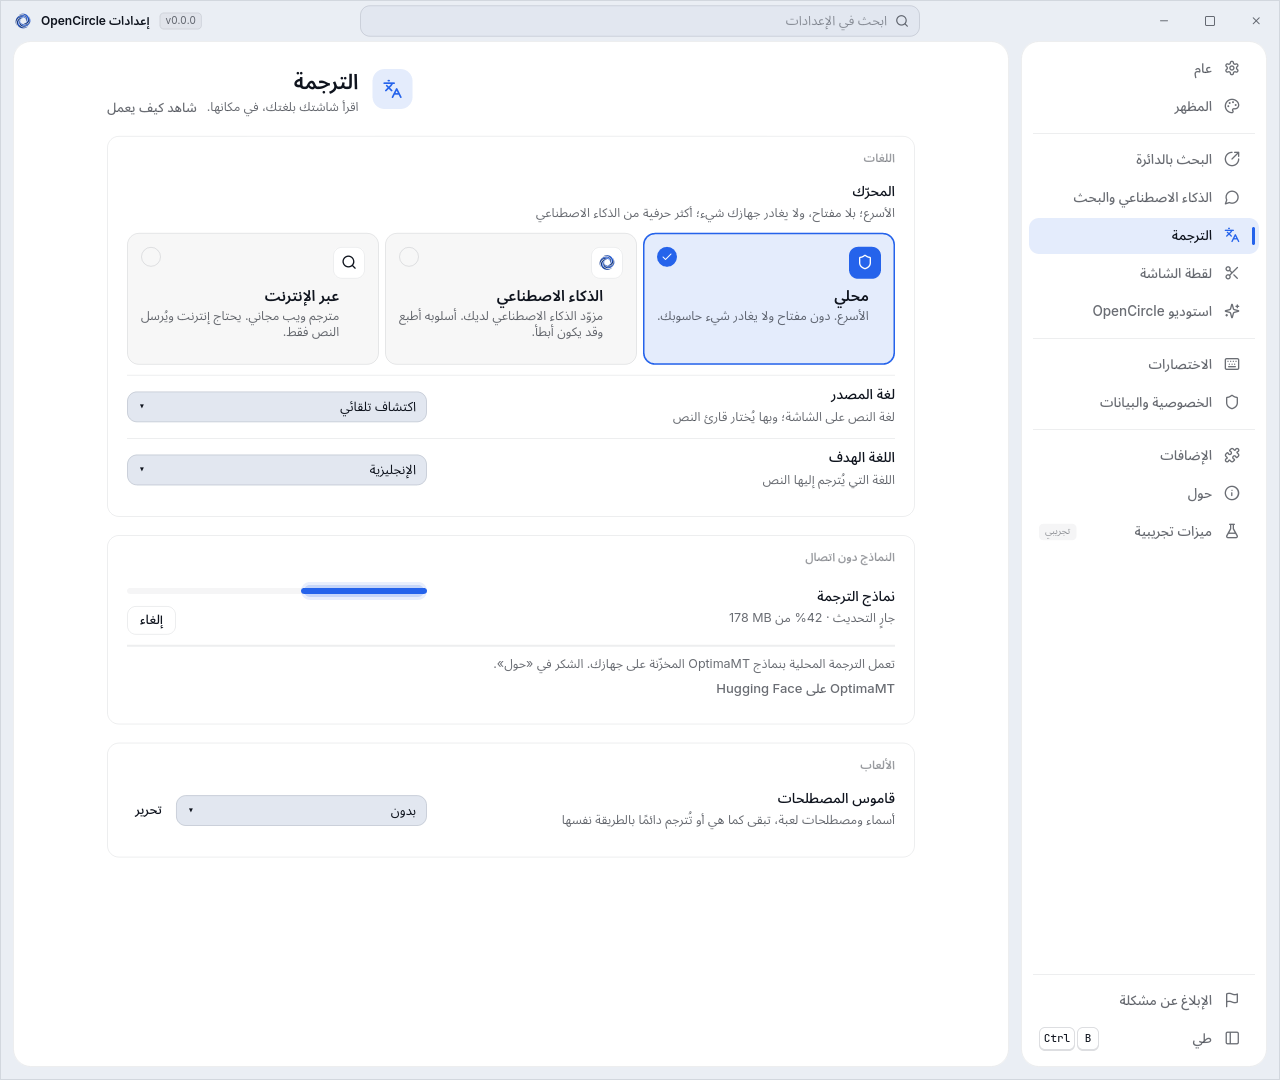 إعدادات OpenCircle
v0.0.0
ابحث في الإعدادات
عام
المظهر
البحث بالدائرة
الذكاء الاصطناعي والبحث
الترجمة
لقطة الشاشة
استوديو OpenCircle
الاختصارات
الخصوصية والبيانات
الإضافات
حول
ميزات تجريبية
تجريبي
الإبلاغ عن مشكلة
طي
Ctrl B
الترجمة
اقرأ شاشتك بلغتك، في مكانها. شاهد كيف يعمل
اللغات
المحرّك
الأسرع؛ بلا مفتاح، ولا يغادر جهازك شيء؛ أكثر حرفية من الذكاء الاصطناعي
محلي
الأسرع. دون مفتاح ولا يغادر شيء حاسوبك.
الذكاء الاصطناعي
مزوّد الذكاء الاصطناعي لديك. أسلوبه أطبع
وقد يكون أبطأ.
عبر الإنترنت
مترجم ويب مجاني. يحتاج إنترنت ويُرسل
النص فقط.
لغة المصدر
لغة النص على الشاشة؛ وبها يُختار قارئ النص
اكتشاف تلقائي
اللغة الهدف
اللغة التي يُترجم إليها النص
الإنجليزية
النماذج دون اتصال
نماذج الترجمة
جارٍ التحديث · 42% من 178 MB
إلغاء
تعمل الترجمة المحلية بنماذج OptimaMT المخزّنة على جهازك. الشكر في «حول».
OptimaMT على Hugging Face
الألعاب
قاموس المصطلحات
أسماء ومصطلحات لعبة، تبقى كما هي أو تُترجم دائمًا بالطريقة نفسها
بدون
تحرير